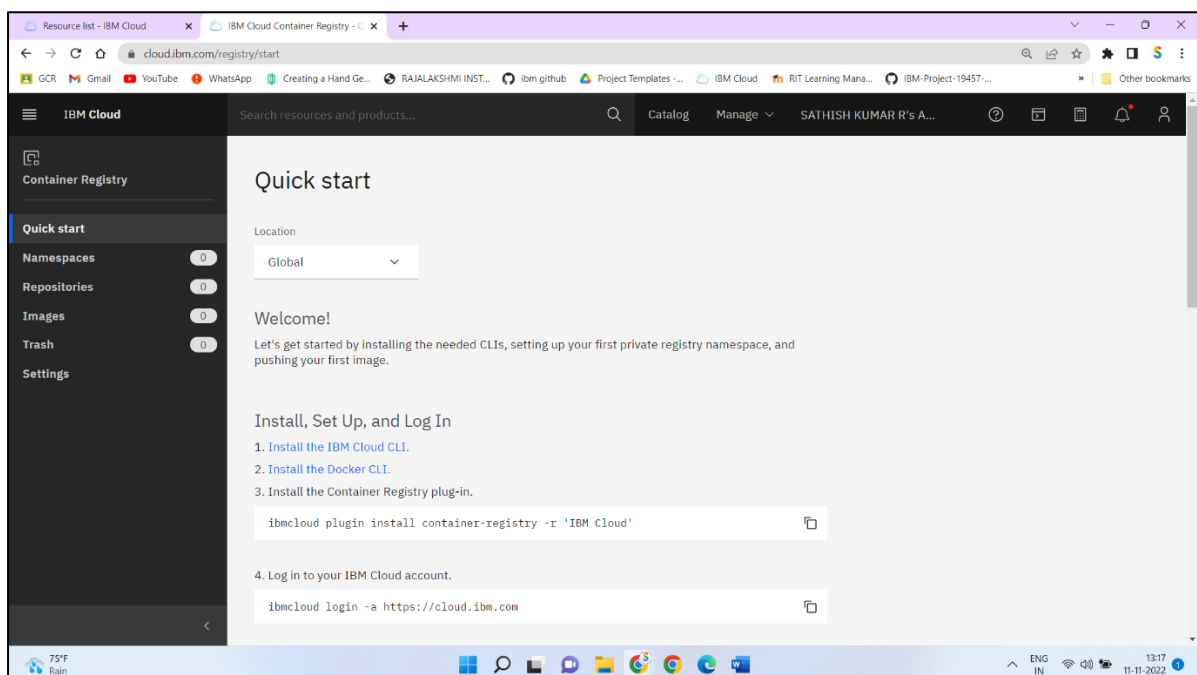 Resource list - IBM Cloud
IBM Cloud Container Registry - C
cloud.ibm.com/registry/start
GCR Gmail YouTube WhatsApp Creating a Hand Ge... RAJALAKSHMI INST... ibm github Project Templates -... IBM Cloud RIT Learning Mana... IBM-Project-19457-... » Other bookmarks
IBM Cloud Search resources and products... Catalog Manage SATHISH KUMAR R's A...
Container Registry
Quick start
Namespaces 0
Repositories 0
Images 0
Trash 0
Settings
Quick start
Location
Global
Welcome!
Let's get started by installing the needed CLIs, setting up your first private registry namespace, and
pushing your first image.
Install, Set Up, and Log In
1. Install the IBM Cloud CLI.
2. Install the Docker CLI.
3. Install the Container Registry plug-in.
ibmcloud plugin install container-registry -r 'IBM Cloud'
4. Log in to your IBM Cloud account.
ibmcloud login -a https://cloud.ibm.com
75°F
Rain
ENG
IN
13:17
11-11-2022
1